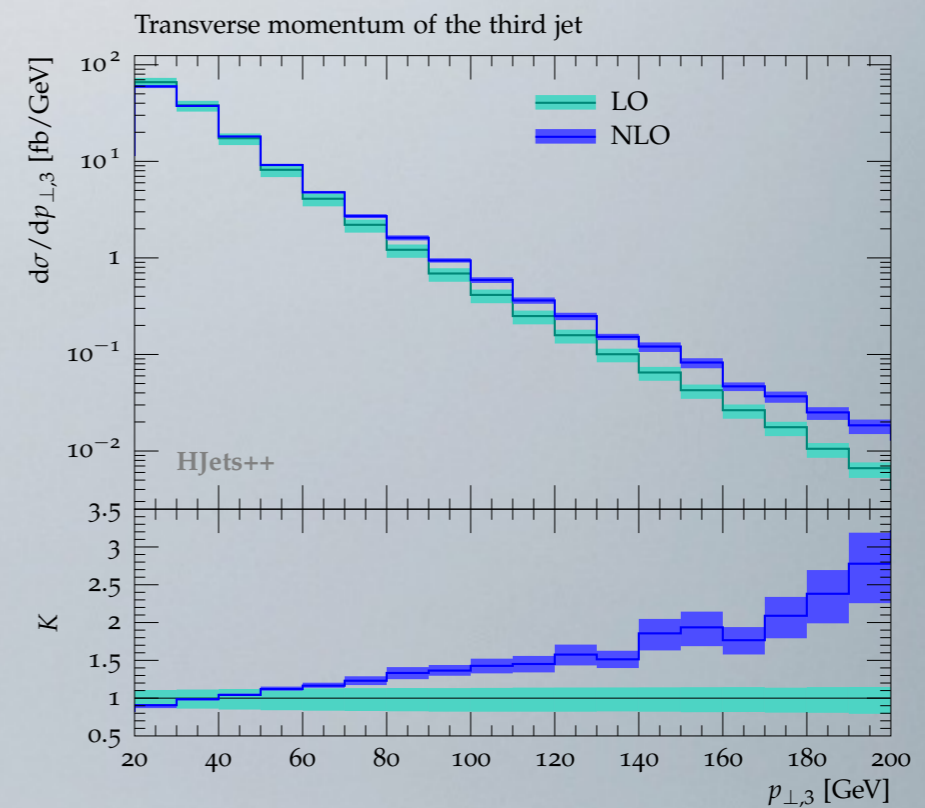 Transverse momentum of the third jet
dσ/dp⊥,3 [fb/GeV]
10²
10¹
1
10⁻¹
10⁻²
LO
NLO
HJets++
K
3.5
3
2.5
2
1.5
1
0.5
20 40 60 80 100 120 140 160 180 200
p⊥,3 [GeV]